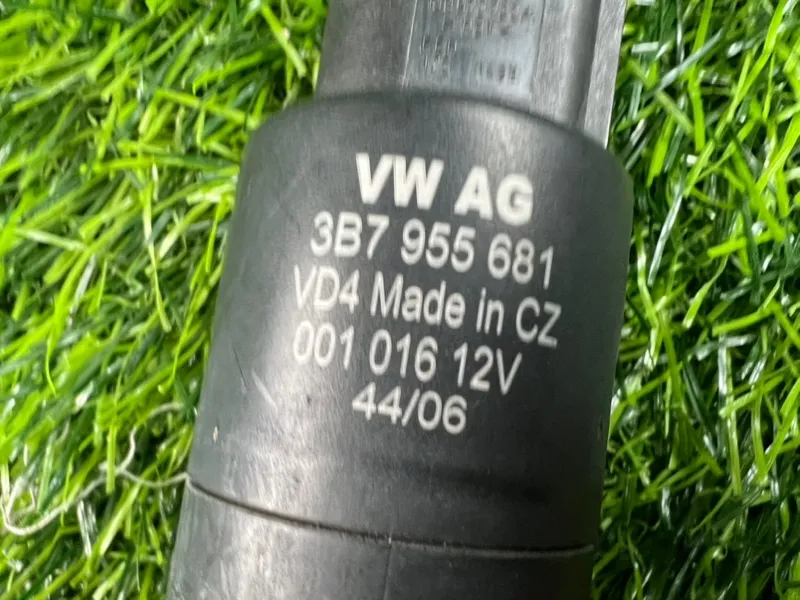 VW AG
3B7 955 681
VD4 Made in CZ
001 016 12V
44/06